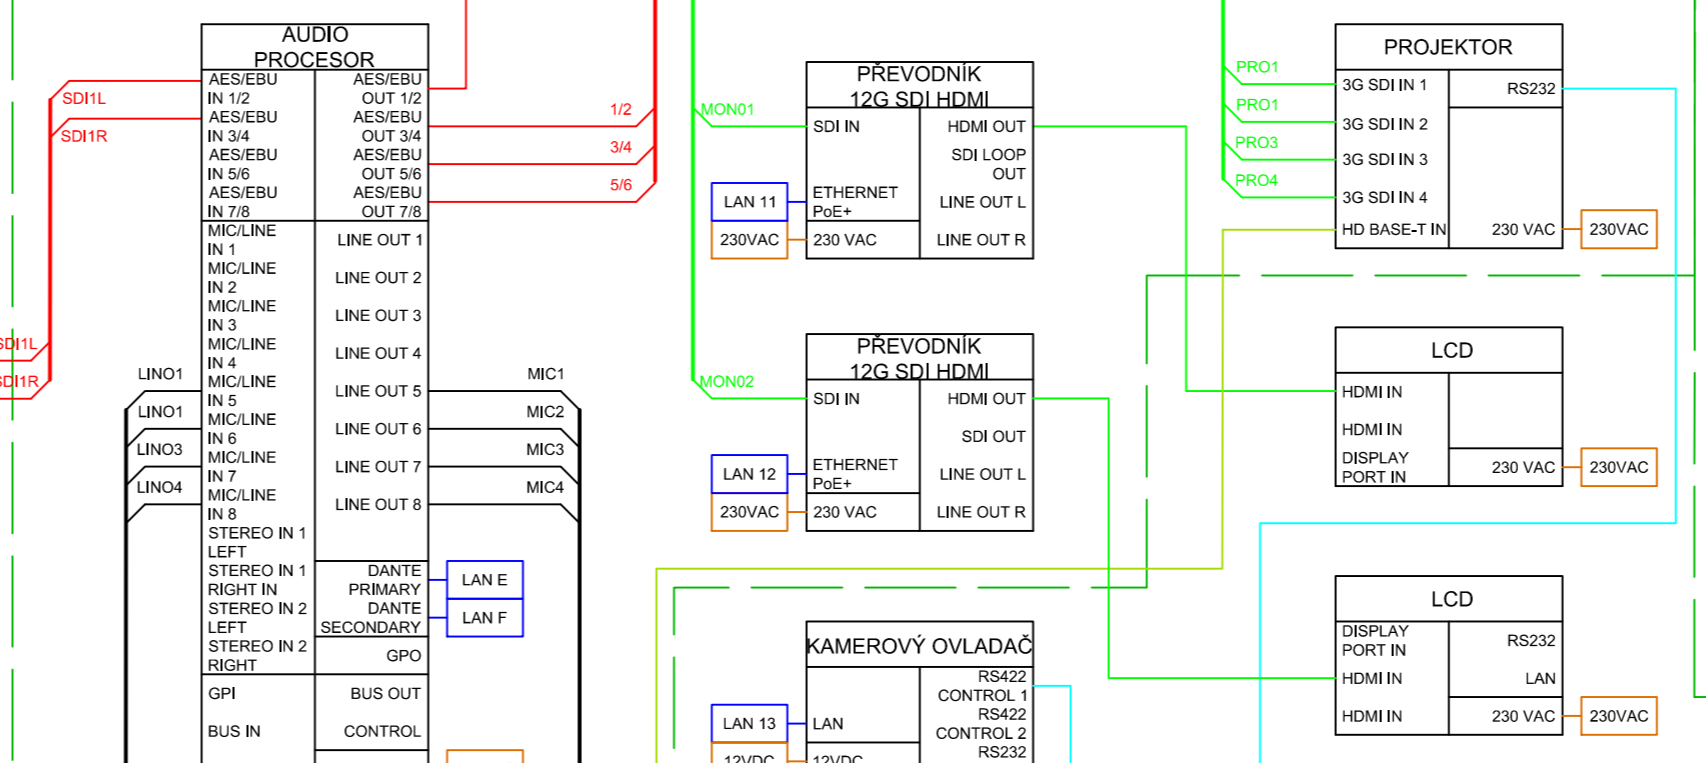 AUDIO
PROCESOR
AES/EBU
IN 1/2
AES/EBU
IN 3/4
AES/EBU
IN 5/6
AES/EBU
IN 7/8
MIC/LINE
IN 1
MIC/LINE
IN 2
MIC/LINE
IN 3
MIC/LINE
IN 4
MIC/LINE
IN 5
MIC/LINE
IN 6
MIC/LINE
IN 7
MIC/LINE
IN 8
STEREO IN 1
LEFT
STEREO IN 1
RIGHT IN
STEREO IN 2
LEFT
STEREO IN 2
RIGHT
GPI
BUS IN
AES/EBU
OUT 1/2
AES/EBU
OUT 3/4
AES/EBU
OUT 5/6
AES/EBU
OUT 7/8
LINE OUT 1
LINE OUT 2
LINE OUT 3
LINE OUT 4
LINE OUT 5
LINE OUT 6
LINE OUT 7
LINE OUT 8
DANTE
PRIMARY
DANTE
SECONDARY
GPO
BUS OUT
CONTROL
SDI1L
SDI1R
SDI1L
SDI1R
LINO1
LINO1
LINO3
LINO4
1/2
3/4
5/6
MIC1
MIC2
MIC3
MIC4
LAN E
LAN F
MON01
PŘEVODNÍK
12G SDI HDMI
SDI IN
ETHERNET
PoE+
230 VAC
HDMI OUT
SDI LOOP
OUT
LINE OUT L
LINE OUT R
LAN 11
230VAC
MON02
PŘEVODNÍK
12G SDI HDMI
SDI IN
ETHERNET
PoE+
230 VAC
HDMI OUT
SDI OUT
LINE OUT L
LINE OUT R
LAN 12
230VAC
KAMEROVÝ OVLADAČ
LAN
12VDC
RS422
CONTROL 1
RS422
CONTROL 2
RS232
LAN 13
12VDC
PRO1
PRO1
PRO3
PRO4
PROJEKTOR
3G SDI IN 1
3G SDI IN 2
3G SDI IN 3
3G SDI IN 4
HD BASE-T IN
RS232
230 VAC
230VAC
LCD
HDMI IN
HDMI IN
DISPLAY
PORT IN
230 VAC
230VAC
LCD
DISPLAY
PORT IN
HDMI IN
HDMI IN
RS232
LAN
230 VAC
230VAC